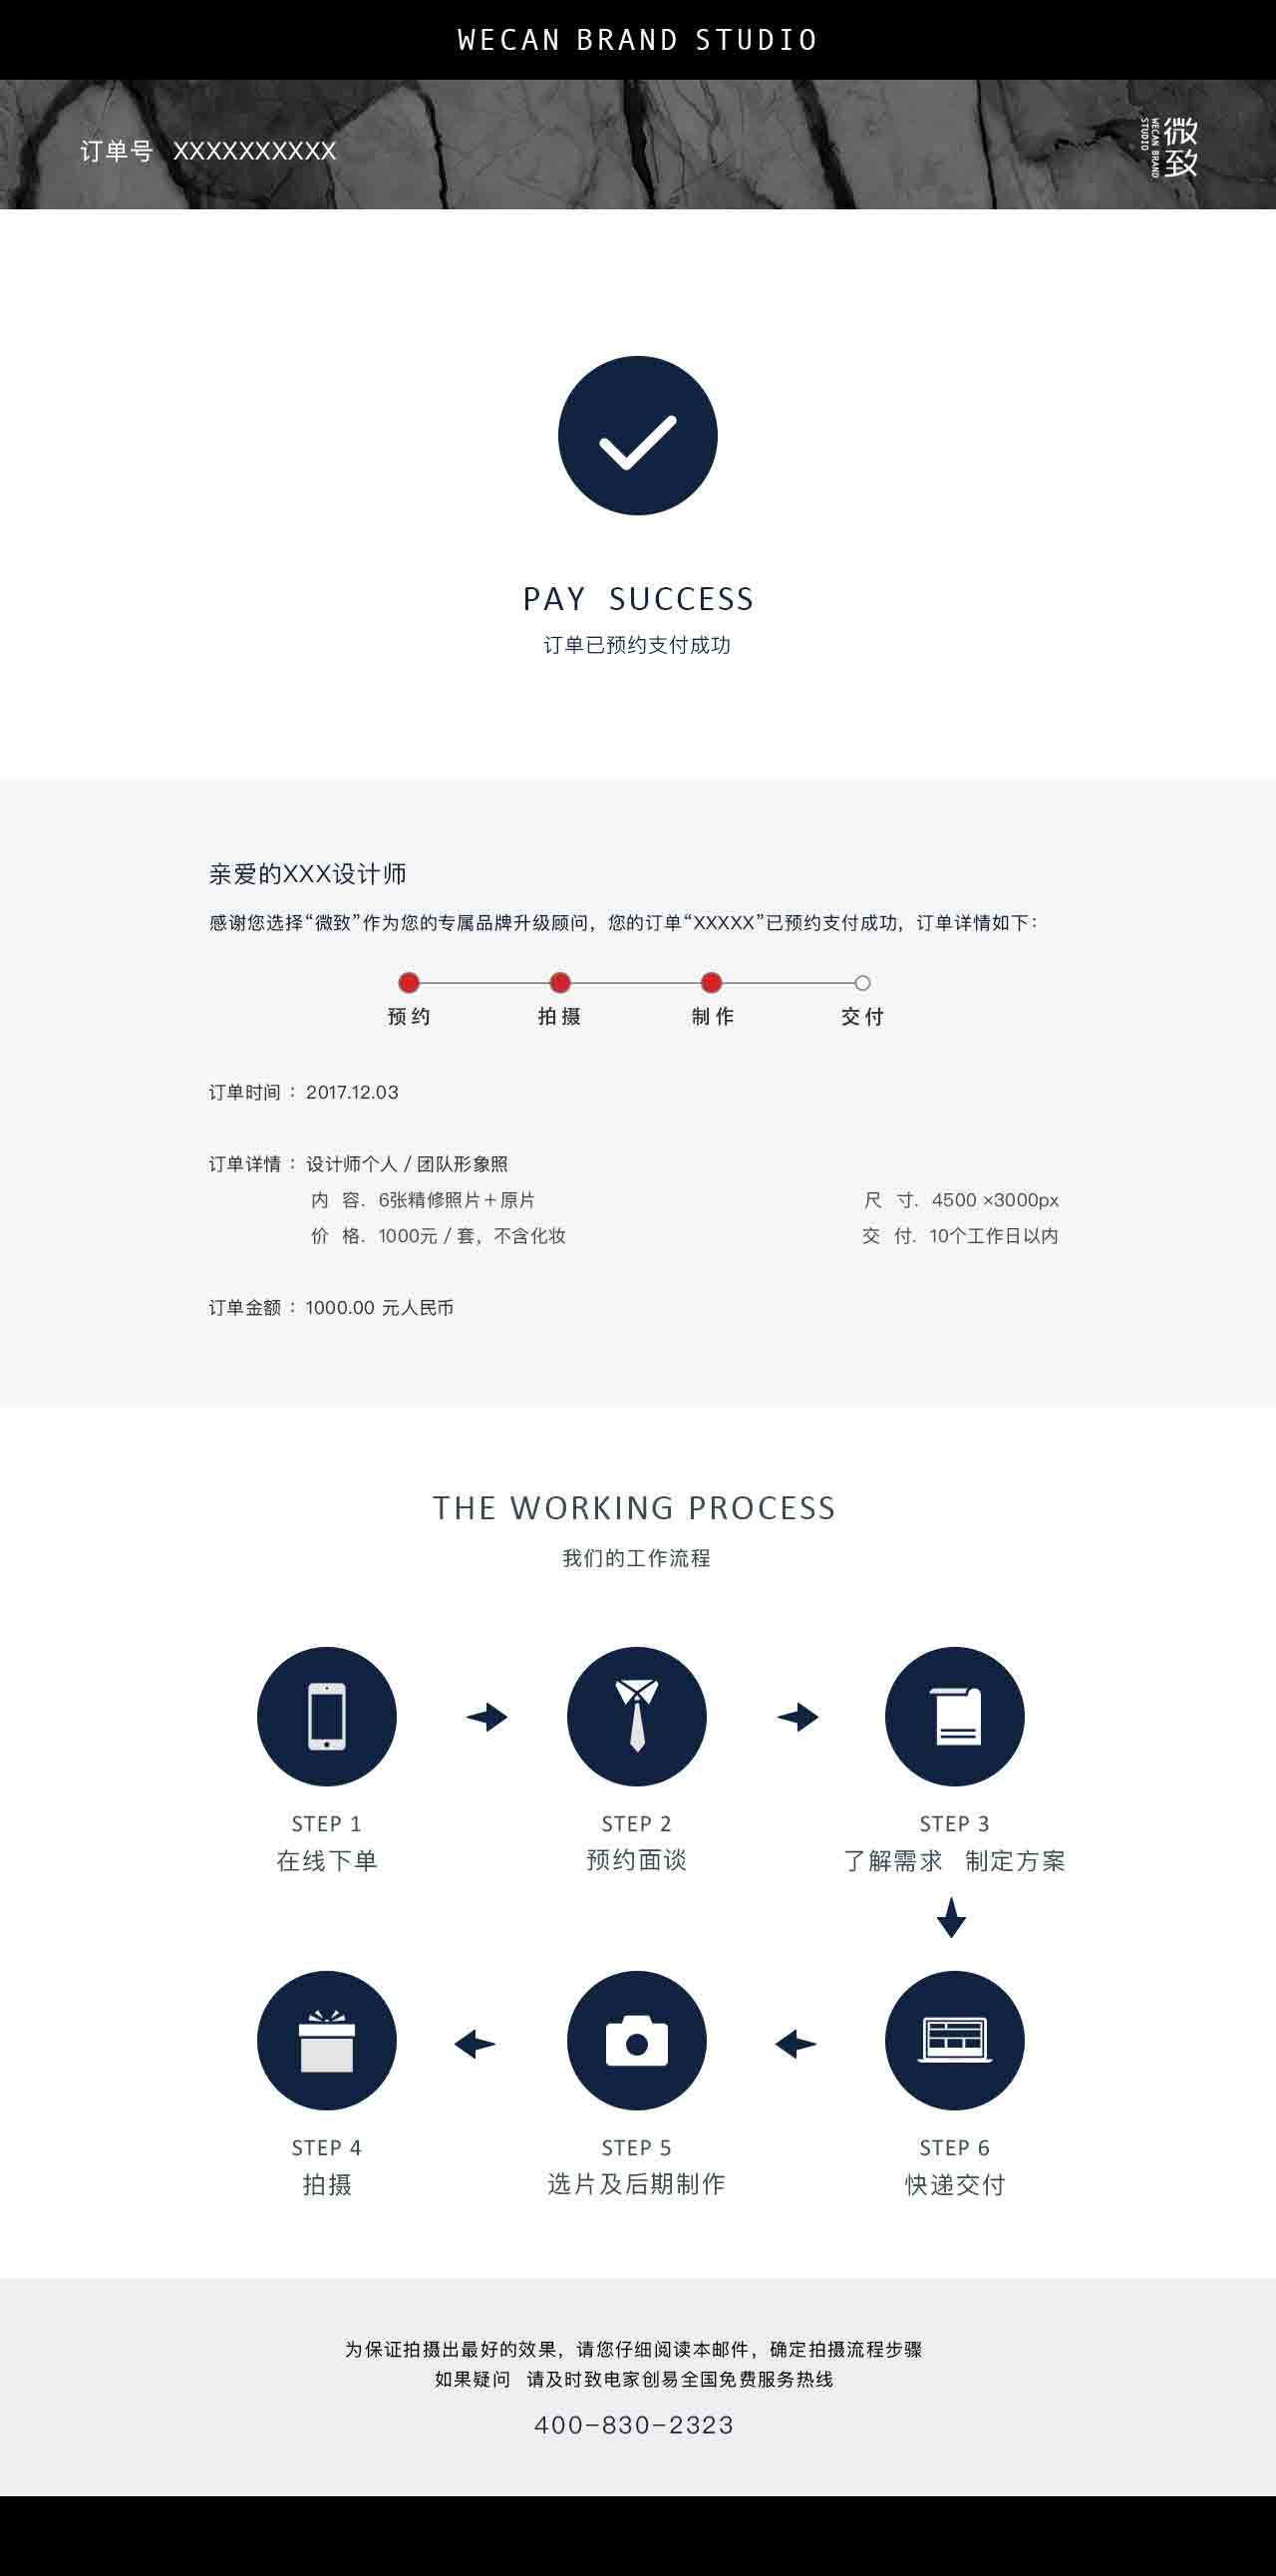 WECAN BRAND STUDIO
订单号 XXXXXXXXXX
微致
WECAN BRAND
STUDIO
PAY SUCCESS
订单已预约支付成功
亲爱的XXX设计师
感谢您选择“微致”作为您的专属品牌升级顾问，您的订单“XXXXX”已预约支付成功，订单详情如下：
预约 拍摄 制作 交付
订单时间 ：2017.12.03
订单详情 ：设计师个人 / 团队形象照
内 容. 6张精修照片＋原片 尺 寸. 4500 ×3000px
价 格. 1000元 / 套，不含化妆 交 付. 10个工作日以内
订单金额 ：1000.00 元人民币
THE WORKING PROCESS
我们的工作流程
STEP 1 STEP 2 STEP 3
在线下单 预约面谈 了解需求 制定方案
STEP 4 STEP 5 STEP 6
拍摄 选片及后期制作 快递交付
为保证拍摄出最好的效果，请您仔细阅读本邮件，确定拍摄流程步骤
如果疑问 请及时致电家创易全国免费服务热线
400-830-2323